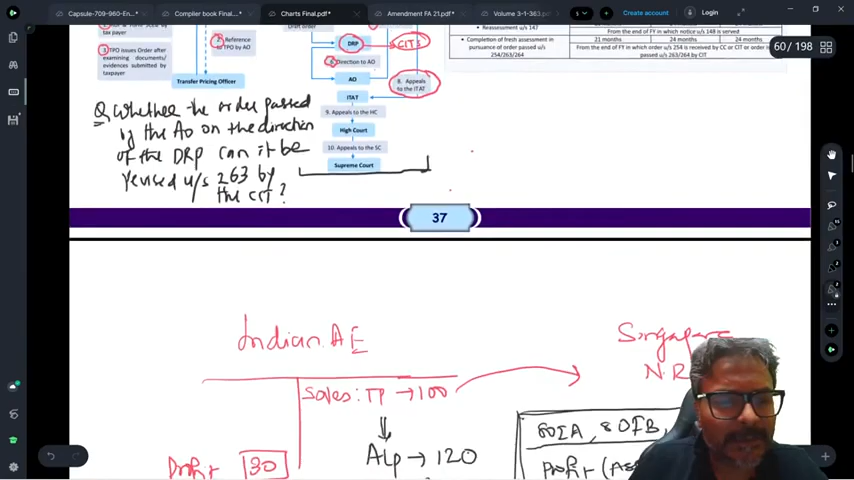 Capsule-709-960-En...
Compiler book Final...
Charts Final.pdf*
Amendment FA 21.pdf*
Volume 3-1-363.
5
Create account
Login
60 / 198
tax payer
3
TPO issues Order after
examining documents/
evidences submitted by
taxpayer
2
Reference
to TPO by AO
Transfer Pricing Officer
DRP
CITs
Direction to AO
AO
8. Appeals
to the ITAT
ITAT
9. Appeals to the HC
High Court
10. Appeals to the SC
Supreme Court
• Reassessment u/s 147
From the end of FY in which notice u/s 148 is served
• Completion of fresh assessment in
pursuance of order passed u/s
254/263/264
21 months
24 months
24 months
From the end of FY in which order u/s 254 is received by CC or CIT or order is
passed u/s 263/264 by CIT
Q Whether the order passed
by the AO on the direction
of the DRP can it be
revised u/s 263 by
the CIT?
37
Indian AE
Singapore
N.R
Sales: TP → 100
ALP → 120
Profit 30
80IA, 80IB,